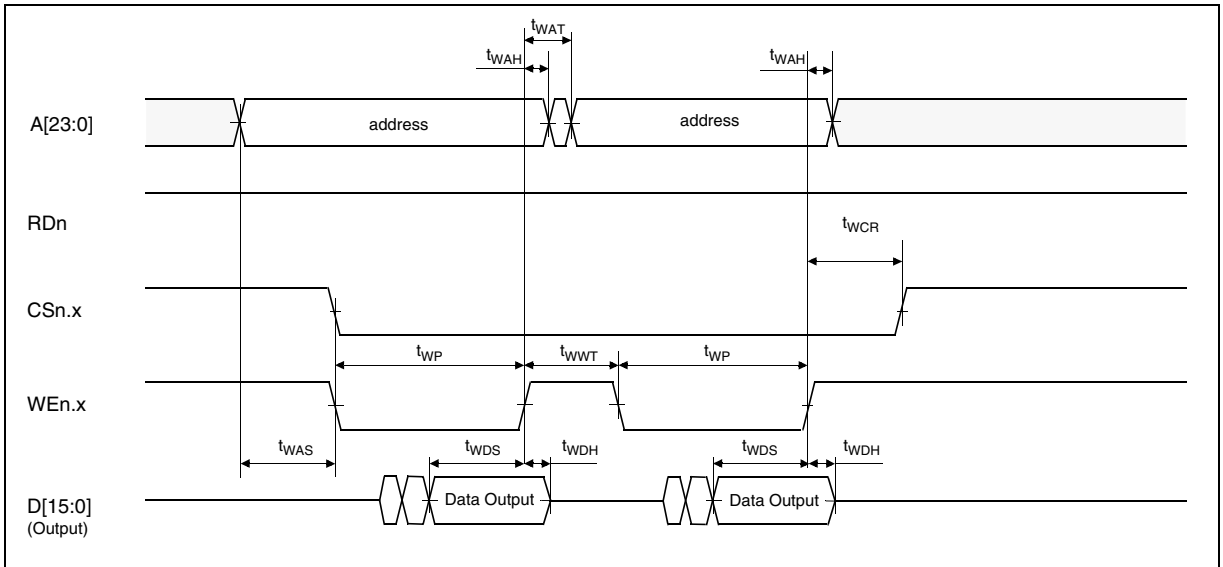 tWAT
tWAH
tWAH
A[23:0]
address
address
RDn
tWCR
CSn.x
tWP
tWWT
tWP
WEn.x
tWAS
tWDS
tWDH
tWDS
tWDH
D[15:0]
Data Output
Data Output
(Output)